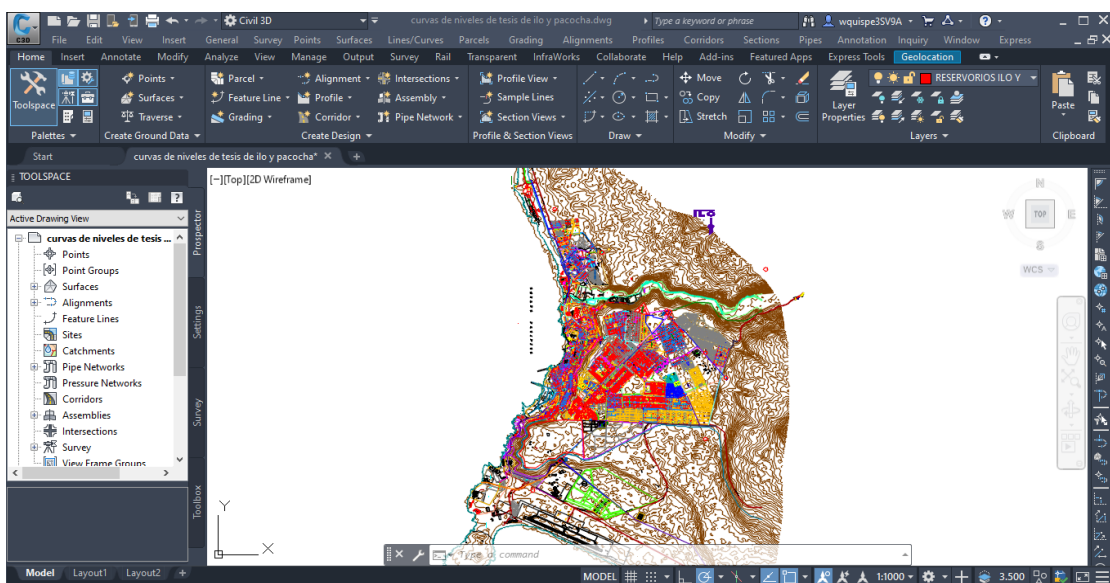 Civil 3D
curvas de niveles de tesis de ilo y pacocha.dwg
Type a keyword or phrase
wquispe3SV9A
C3D
File Edit View Insert General Survey Points Surfaces Lines/Curves Parcels Grading Alignments Profiles Corridors Sections Pipes Annotation Inquiry Window Express
Home Insert Annotate Modify Analyze View Manage Output Survey Rail Transparent InfraWorks Collaborate Help Add-ins Featured Apps Express Tools Geolocation
Toolspace
Points
Surfaces
Traverse
Parcel
Feature Line
Grading
Alignment
Profile
Corridor
Intersections
Assembly
Pipe Network
Profile View
Sample Lines
Section Views
Move
Copy
Stretch
Layer
Properties
RESERVORIOS ILO Y
Paste
Palettes Create Ground Data Create Design Profile & Section Views Draw Modify Layers Clipboard
Start curvas de niveles de tesis de ilo y pacocha* +
TOOLSPACE
[−][Top][2D Wireframe]
Active Drawing View
curvas de niveles de tesis ...
Points
Point Groups
Surfaces
Alignments
Feature Lines
Sites
Catchments
Pipe Networks
Pressure Networks
Corridors
Assemblies
Intersections
Survey
View Frame Groups
Prospector
Settings
Survey
Toolbox
N
W TOP E
S
WCS
Y
X
Type a command
Model Layout1 Layout2 +
MODEL 1:1000 3.500